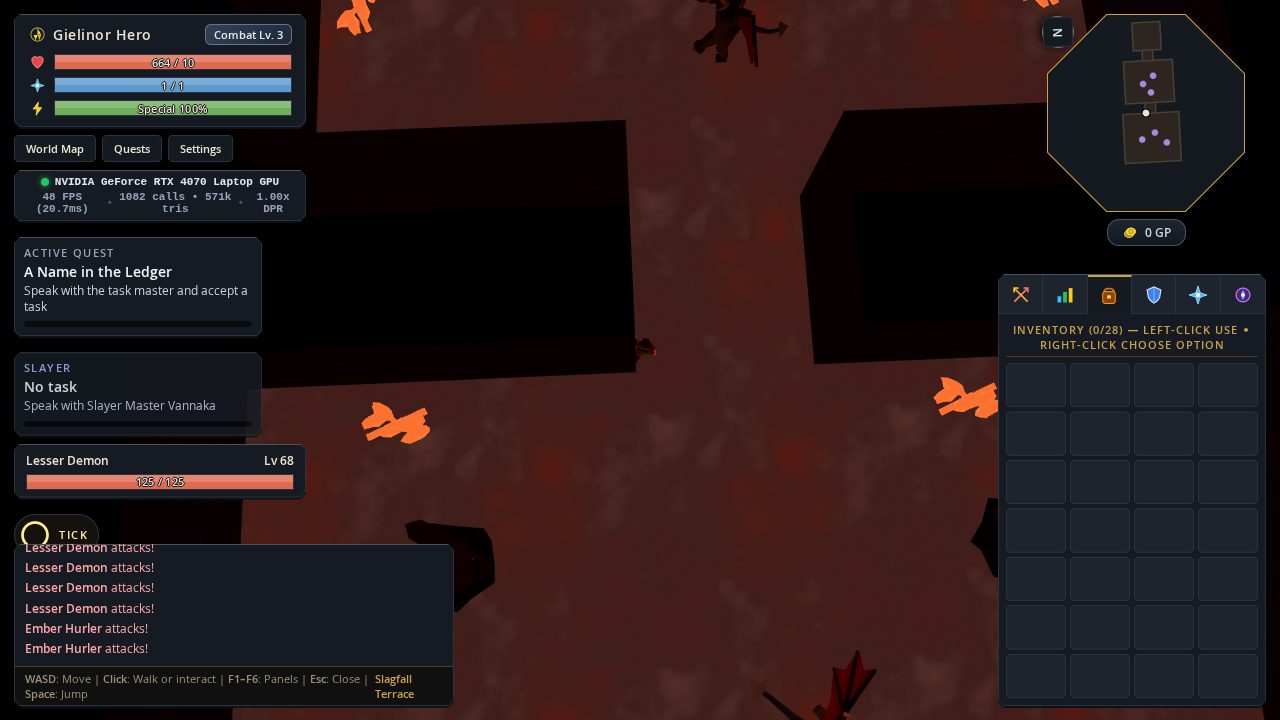 Gielinor Hero
Combat Lv. 3
664 / 10
1 / 1
Special 100%
World Map
Quests
Settings
NVIDIA GeForce RTX 4070 Laptop GPU
48 FPS (20.7ms) • 1082 calls • 571k tris • 1.00x DPR
ACTIVE QUEST
A Name in the Ledger
Speak with the task master and accept a
task
SLAYER
No task
Speak with Slayer Master Vannaka
Lesser Demon
Lv 68
125 / 125
TICK
Lesser Demon attacks!
Lesser Demon attacks!
Lesser Demon attacks!
Lesser Demon attacks!
Ember Hurler attacks!
Ember Hurler attacks!
WASD: Move | Click: Walk or interact | F1–F6: Panels | Esc: Close |
Space: Jump
Slagfall
Terrace
N
0 GP
INVENTORY (0/28) — LEFT-CLICK USE •
RIGHT-CLICK CHOOSE OPTION